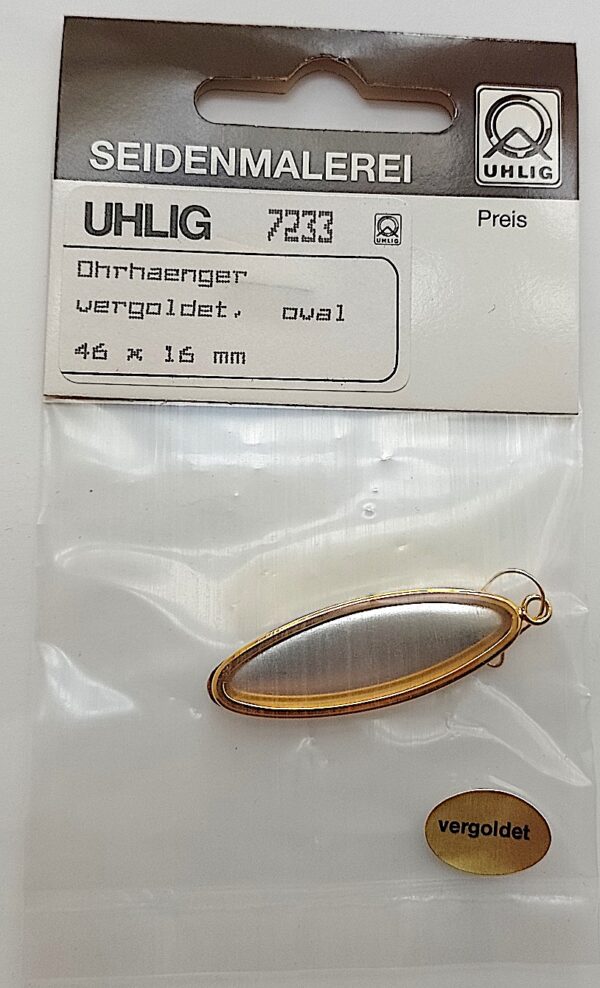 SEIDENMALEREI
UHLIG
UHLIG 7233
UHLIG
Preis
Ohrhaenger
vergoldet, oval
46 x 16 mm
vergoldet